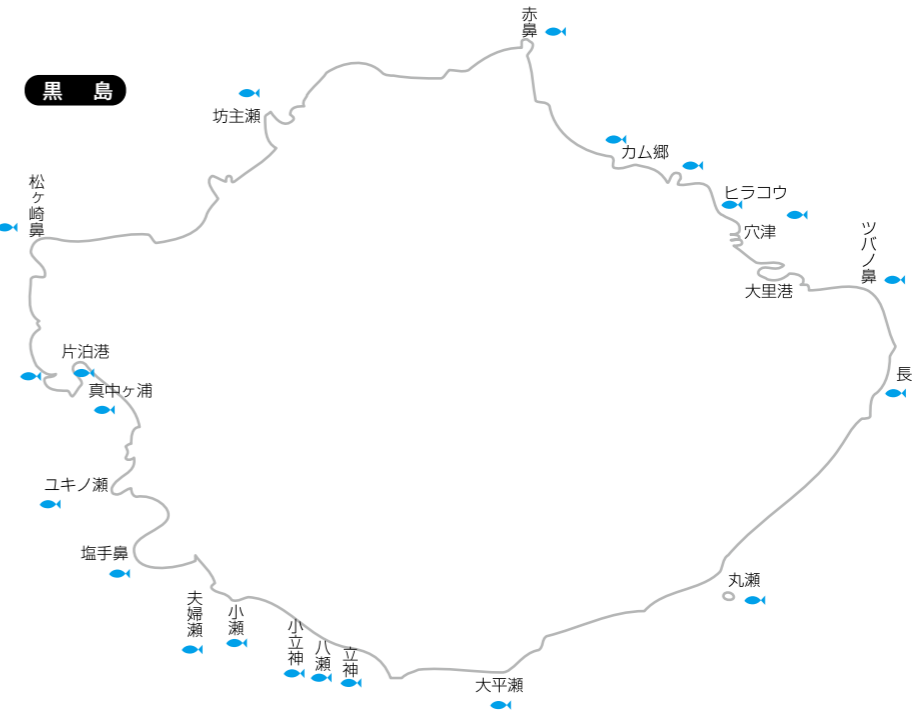 黒島
赤鼻
坊主瀬
カム郷
松ヶ崎鼻
ヒラコウ
穴津
ツバノ鼻
大里港
片泊港
長
真中ヶ浦
ユキノ瀬
塩手鼻
丸瀬
夫婦瀬
小瀬
小立神
八瀬
立神
大平瀬